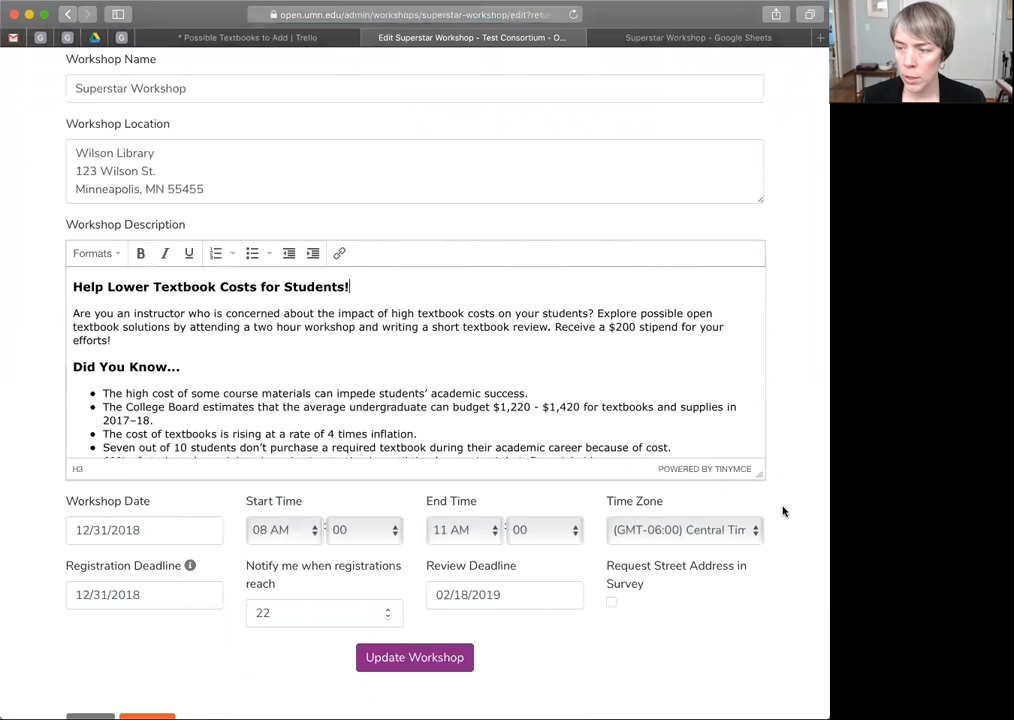 open.umn.edu/admin/workshops/superstar-workshop/edit?retu
* Possible Textbooks to Add | Trello
Edit Superstar Workshop - Test Consortium - O...
Superstar Workshop - Google Sheets
Workshop Name
Superstar Workshop
Workshop Location
Wilson Library
123 Wilson St.
Minneapolis, MN 55455
Workshop Description
Formats B I U
Help Lower Textbook Costs for Students!
Are you an instructor who is concerned about the impact of high textbook costs on your students? Explore possible open
textbook solutions by attending a two hour workshop and writing a short textbook review. Receive a $200 stipend for your
efforts!
Did You Know...
• The high cost of some course materials can impede students’ academic success.
• The College Board estimates that the average undergraduate can budget $1,220 - $1,420 for textbooks and supplies in
2017–18.
• The cost of textbooks is rising at a rate of 4 times inflation.
• Seven out of 10 students don’t purchase a required textbook during their academic career because of cost.
H3 POWERED BY TINYMCE
Workshop Date Start Time End Time Time Zone
12/31/2018 08 AM : 00 11 AM : 00 (GMT-06:00) Central Tim
Registration Deadline
12/31/2018
Notify me when registrations
reach
22
Review Deadline
02/18/2019
Request Street Address in
Survey
Update Workshop